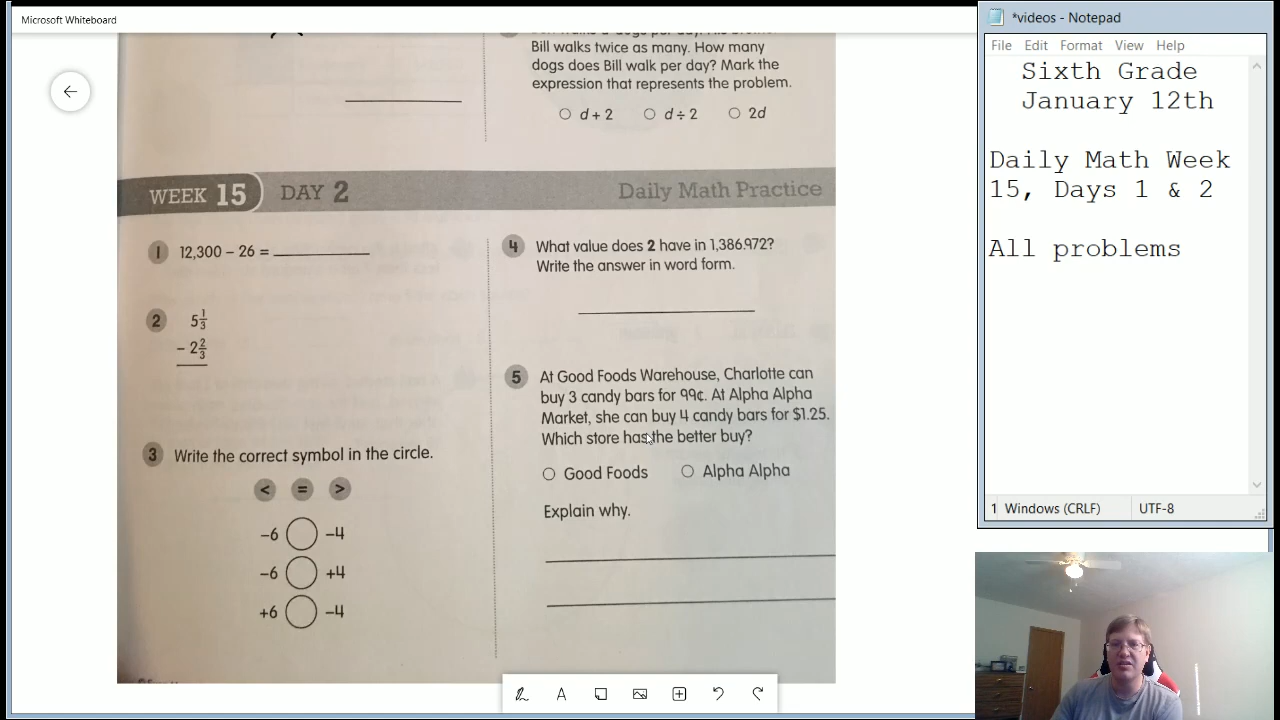 Microsoft Whiteboard
Bill walks twice as many. How many
dogs does Bill walk per day? Mark the
expression that represents the problem.
d + 2 d ÷ 2 2d
WEEK 15 DAY 2 Daily Math Practice
1 12,300 – 26 =
2 5 1/3
– 2 2/3
3 Write the correct symbol in the circle.
< = >
–6 –4
–6 +4
+6 –4
4 What value does 2 have in 1,386.972?
Write the answer in word form.
5 At Good Foods Warehouse, Charlotte can
buy 3 candy bars for 99¢. At Alpha Alpha
Market, she can buy 4 candy bars for $1.25.
Which store has the better buy?
Good Foods Alpha Alpha
Explain why.
A
*videos - Notepad
File Edit Format View Help
Sixth Grade
January 12th
Daily Math Week
15, Days 1 & 2
All problems
1 Windows (CRLF) UTF-8